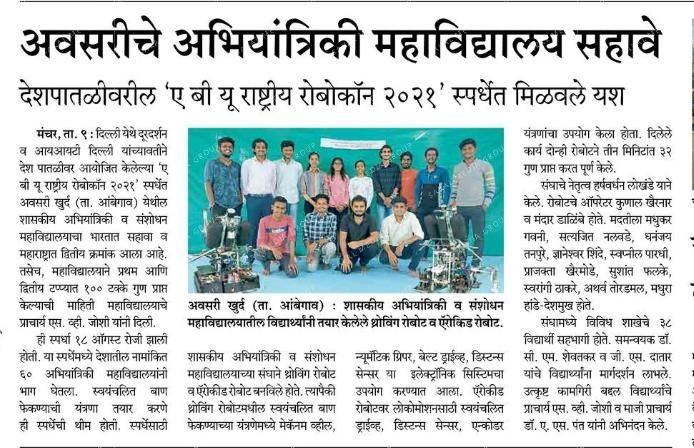 अवसरीचे अभियांत्रिकी महाविद्यालय सहावे
देशपातळीवरील ‘ए बी यू राष्ट्रीय रोबोकॉन २०२१’ स्पर्धेत मिळवले यश
मंचर, ता. ९ : दिल्ली येथे दूरदर्शन
व आयआयटी दिल्ली यांच्यावतीने
देश पातळीवर आयोजित केलेल्या ‘ए
बी यू राष्ट्रीय रोबोकॉन २०२१’ स्पर्धेत
अवसरी खुर्द (ता. आंबेगाव) येथील
शासकीय अभियांत्रिकी व संशोधन
महाविद्यालयाचा भारतात सहावा व
महाराष्ट्रात द्वितीय क्रमांक आला आहे.
तसेच, महाविद्यालयाने प्रथम आणि
द्वितीय टप्प्यात १०० टक्के गुण प्राप्त
केल्याची माहिती महाविद्यालयाचे
प्राचार्य एस. व्ही. जोशी यांनी दिली.
ही स्पर्धा १८ ऑगस्ट रोजी झाली
होती. या स्पर्धेमध्ये देशातील नामांकित
६० अभियांत्रिकी महाविद्यालयांनी
भाग घेतला. स्वयंचलित बाण
फेकण्याची यंत्रणा तयार करणे
ही स्पर्धेची थीम होती. स्पर्धेसाठी
अवसरी खुर्द (ता. आंबेगाव) : शासकीय अभियांत्रिकी व संशोधन
महाविद्यालयातील विद्यार्थ्यांनी तयार केलेले थ्रोविंग रोबोट व ऍरोकिड रोबोट.
शासकीय अभियांत्रिकी व संशोधन
महाविद्यालयाच्या संघाने थ्रोविंग रोबोट
व ऍरोकीड रोबोट बनविले होते. त्यापैकी
थ्रोविंग रोबोटमधील स्वयंचलित बाण
फेकण्याच्या यंत्रणेमध्ये मेकॅनम व्हील,
न्यूमॅटिक ग्रिपर, बेल्ट ड्राईव्ह, डिस्टन्स
सेन्सर या इलेक्ट्रॉनिक सिस्टिमचा
उपयोग करण्यात आला. ऍरोकीड
रोबोटवर लोकोमोशनसाठी स्वयंचलित
ड्राईव्ह, डिस्टन्स सेन्सर, एन्कोडर
यंत्रणांचा उपयोग केला होता. दिलेले
कार्य दोन्ही रोबोटने तीन मिनिटांत ३२
गुण प्राप्त करत पूर्ण केले.
संघाचे नेतृत्व हर्षवर्धन लोखंडे याने
केले. रोबोटचे ऑपरेटर कुणाल खैरनार
व मंदार डाळिंबे होते. मदतीला मधुकर
गवनी, सत्यजित नलवडे, धनंजय
तनपुरे, ज्ञानेश्वर शिंदे, स्वप्नील पारधी,
प्राजक्ता खैरमोडे, सुशांत फलके,
स्वरांगी ठाकरे, अथर्व तोरडमल, मधुरा
हांडे-देशमुख होते.
संघामध्ये विविध शाखेचे ३८
विद्यार्थी सहभागी होते. समन्वयक डॉ.
सी. एम. शेवतकर व जी. एस. दातार
यांचे विद्यार्थ्यांना मार्गदर्शन लाभले.
उत्कृष्ट कामगिरी बद्दल विद्यार्थ्यांचे
प्राचार्य एस. व्ही. जोशी व माजी प्राचार्य
डॉ. ए. एस. पंत यांनी अभिनंदन केले.